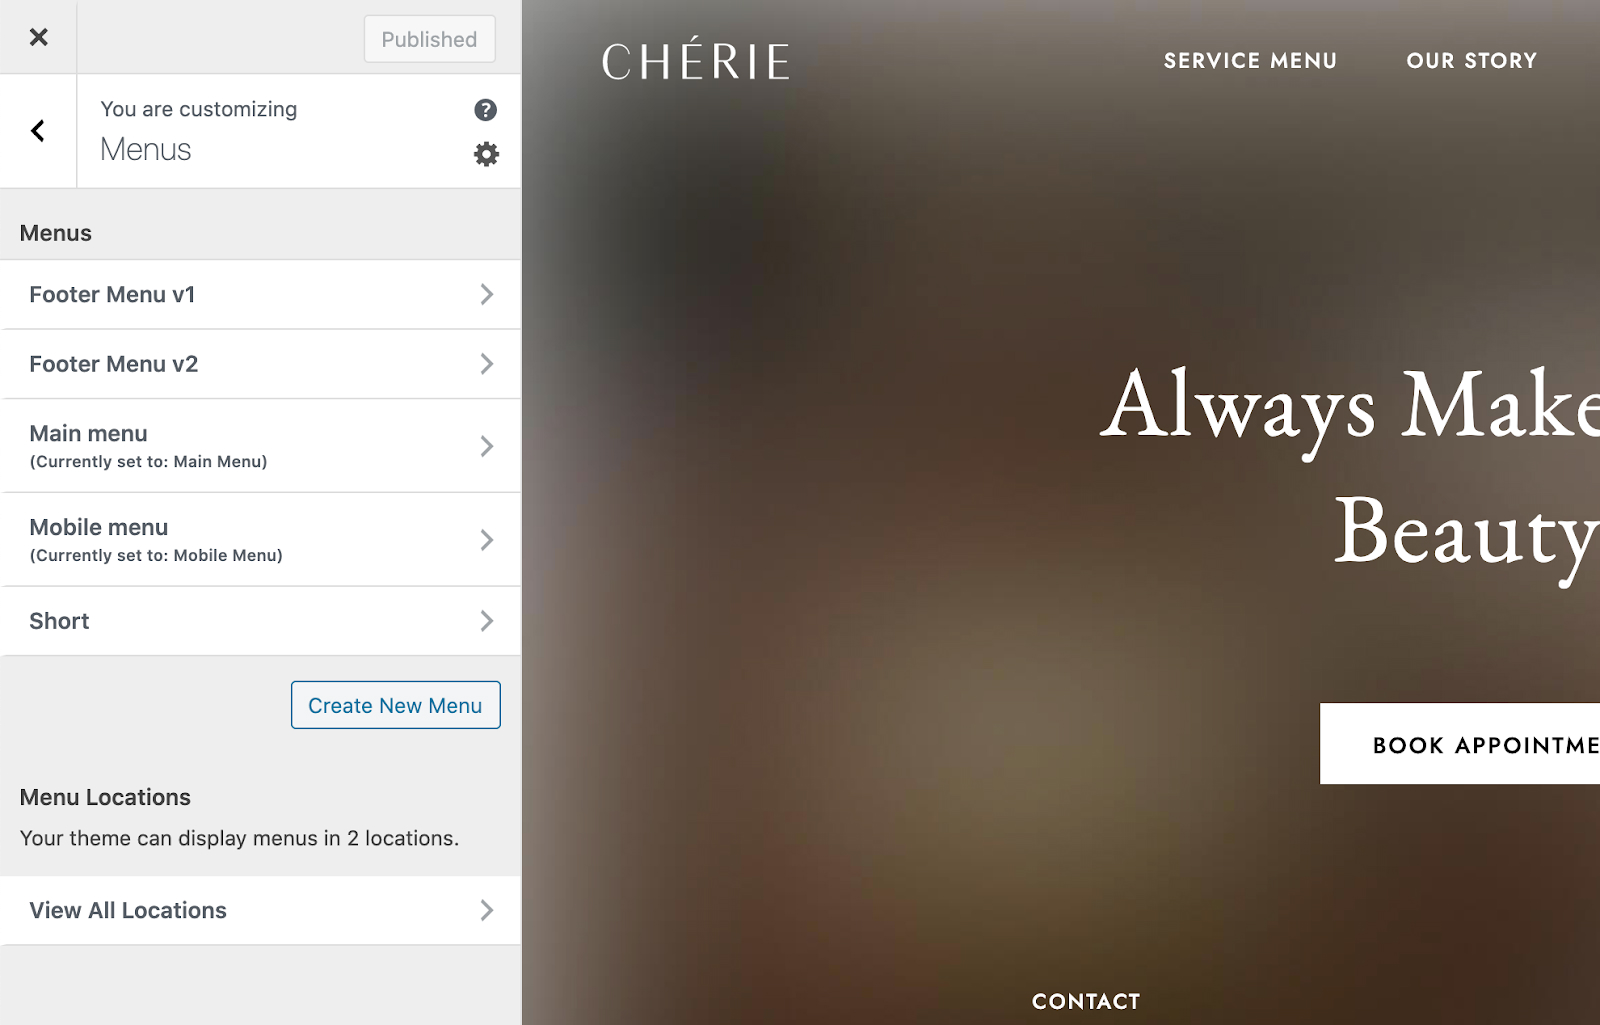 Published
You are customizing
Menus
Menus
Footer Menu v1
Footer Menu v2
Main menu
(Currently set to: Main Menu)
Mobile menu
(Currently set to: Mobile Menu)
Short
Create New Menu
Menu Locations
Your theme can display menus in 2 locations.
View All Locations
CHÉRIE
SERVICE MENU
OUR STORY
Always Make
Beauty
BOOK APPOINTME
CONTACT